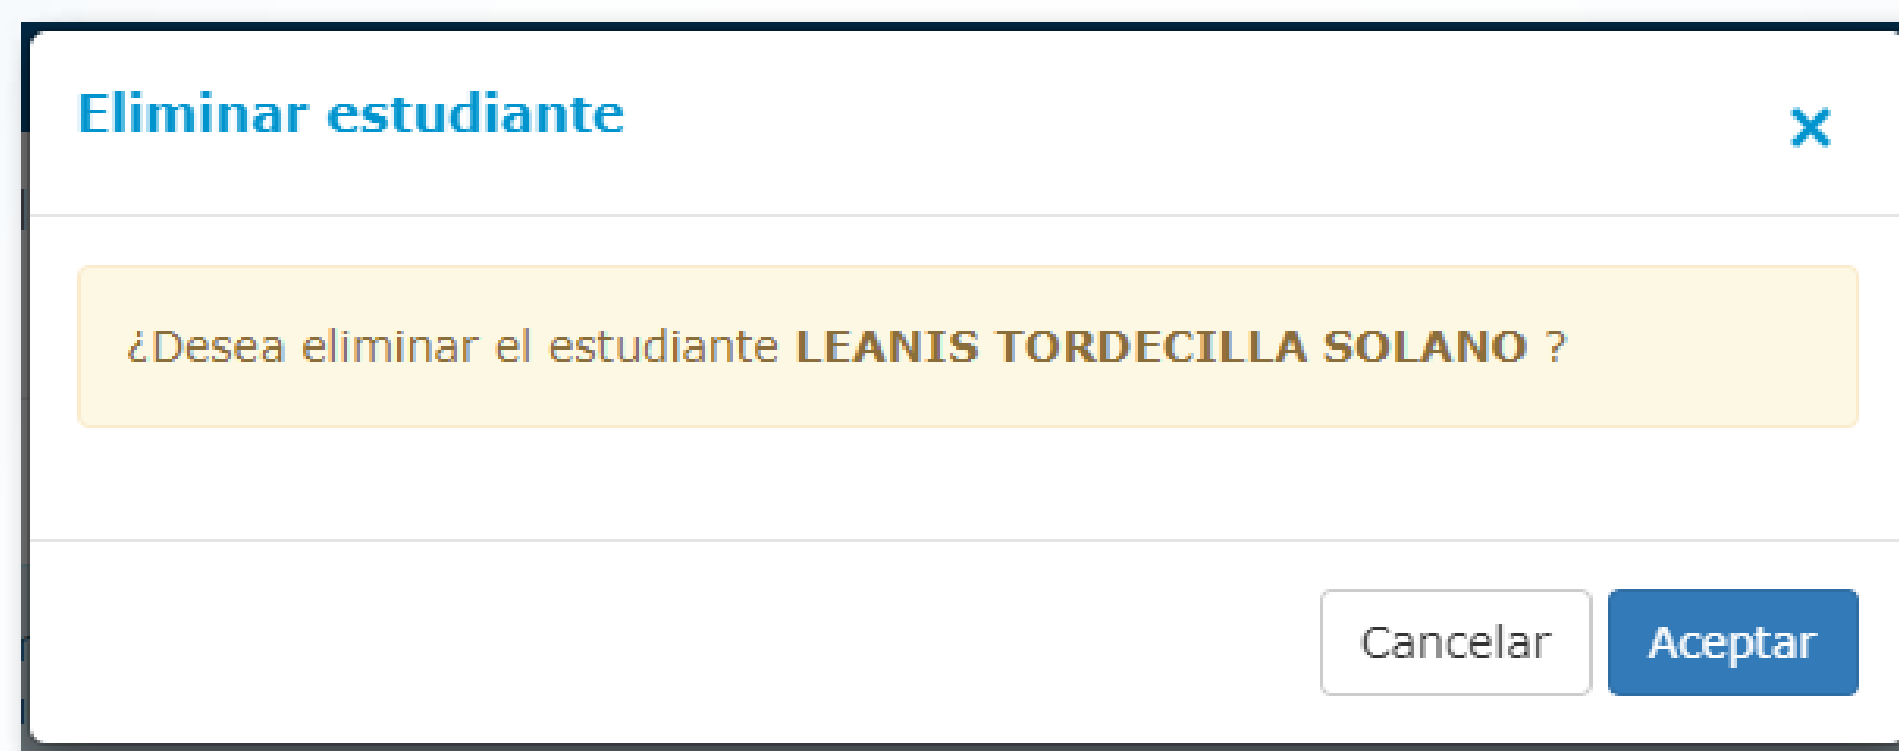 Eliminar estudiante
¿Desea eliminar el estudiante LEANIS TORDECILLA SOLANO ?
Cancelar
Aceptar